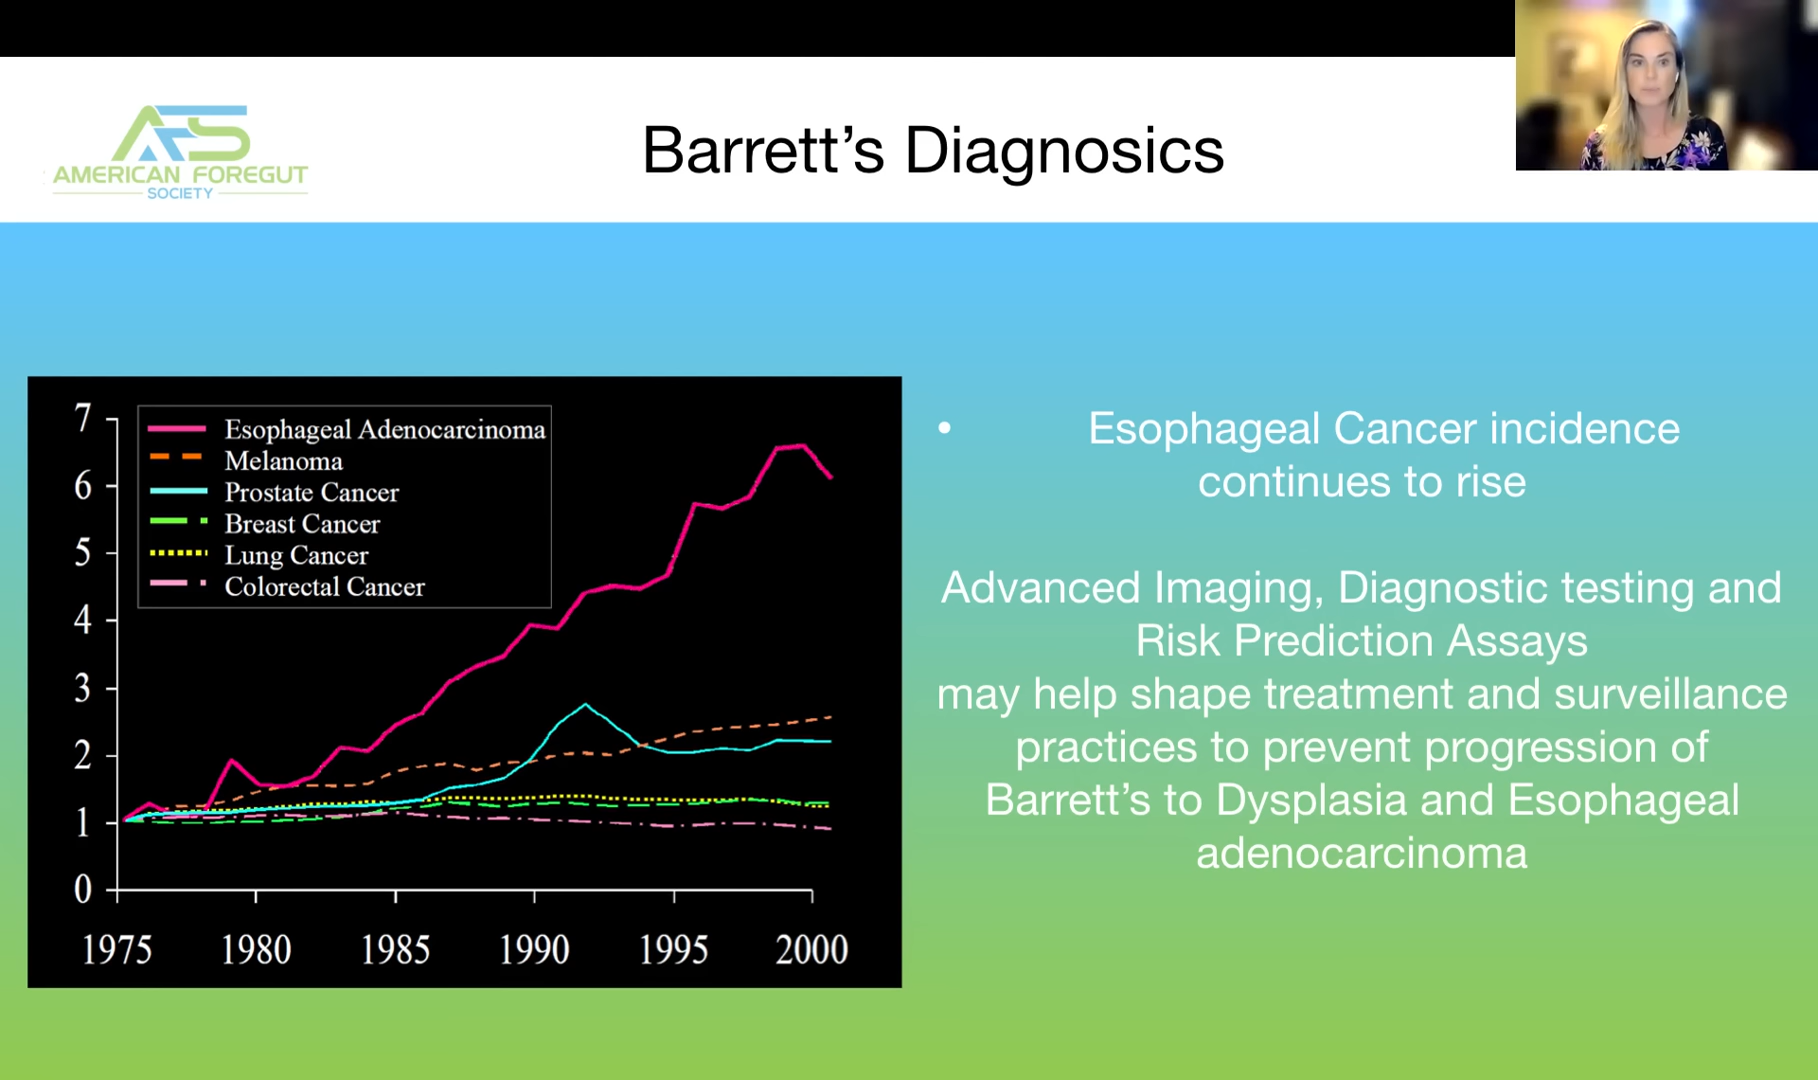 AFS
AMERICAN FOREGUT
SOCIETY
Barrett’s Diagnosics
7
6
5
4
3
2
1
0
Esophageal Adenocarcinoma
Melanoma
Prostate Cancer
Breast Cancer
Lung Cancer
Colorectal Cancer
1975 1980 1985 1990 1995 2000
• Esophageal Cancer incidence
continues to rise
Advanced Imaging, Diagnostic testing and
Risk Prediction Assays
may help shape treatment and surveillance
practices to prevent progression of
Barrett’s to Dysplasia and Esophageal
adenocarcinoma